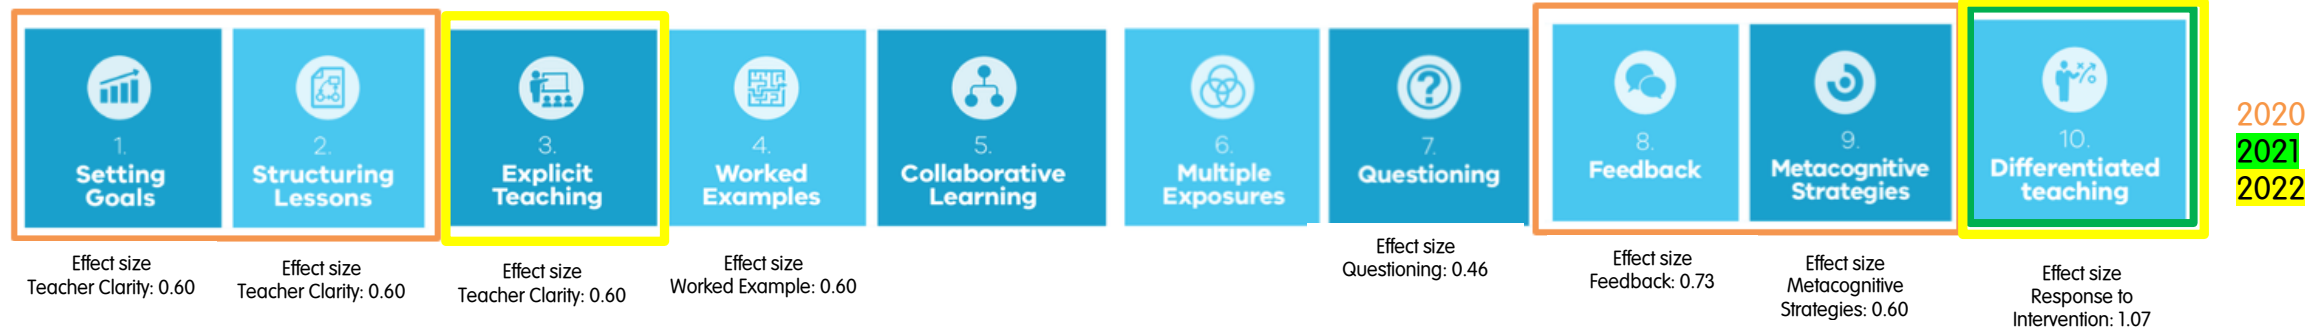 1.
Setting
Goals
2.
Structuring
Lessons
3.
Explicit
Teaching
4.
Worked
Examples
5.
Collaborative
Learning
6.
Multiple
Exposures
7.
Questioning
8.
Feedback
9.
Metacognitive
Strategies
10.
Differentiated
teaching
2020
2021
2022
Effect size
Teacher Clarity: 0.60
Effect size
Teacher Clarity: 0.60
Effect size
Teacher Clarity: 0.60
Effect size
Worked Example: 0.60
Effect size
Questioning: 0.46
Effect size
Feedback: 0.73
Effect size
Metacognitive
Strategies: 0.60
Effect size
Response to
Intervention: 1.07